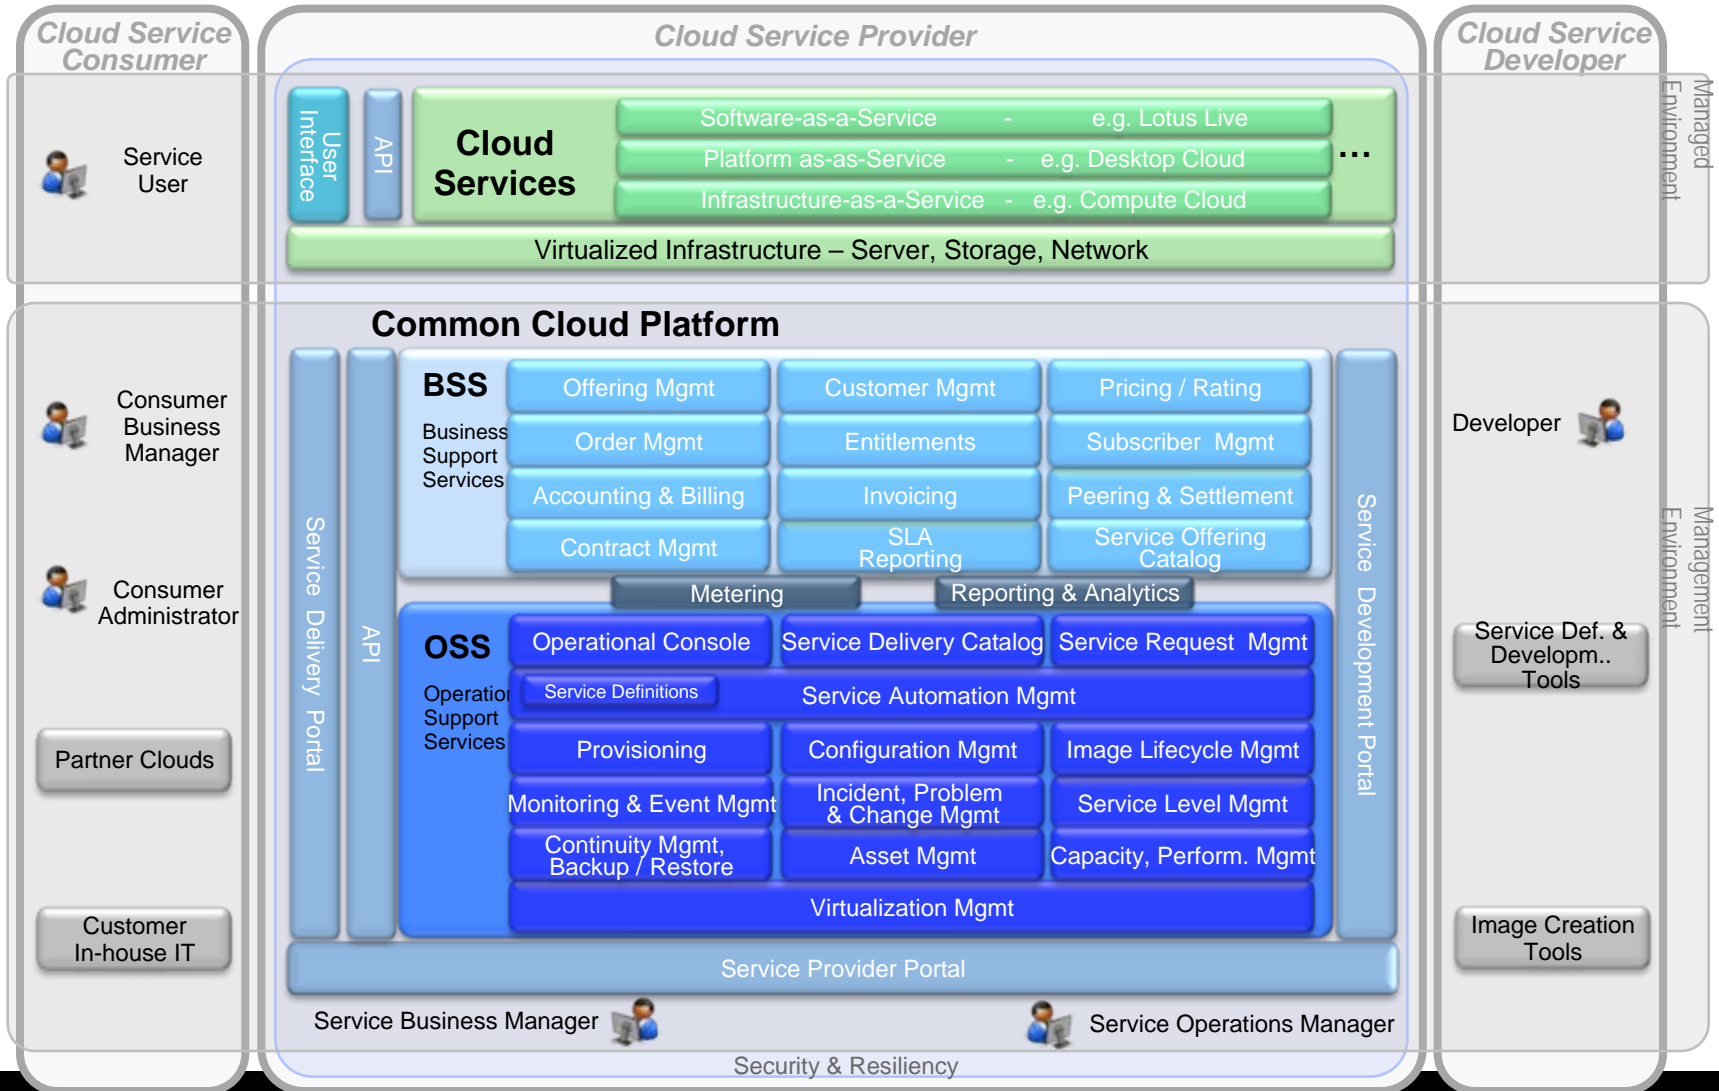 Cloud Service
Consumer
Cloud Service Provider
Cloud Service
Developer
Managed
Environment
Service
User
User
Interface
API
Cloud
Services
Software-as-a-Service - e.g. Lotus Live
Platform as-as-Service - e.g. Desktop Cloud
Infrastructure-as-a-Service - e.g. Compute Cloud
...
Virtualized Infrastructure – Server, Storage, Network
Common Cloud Platform
Consumer
Business
Manager
Consumer
Administrator
Partner Clouds
Customer
In-house IT
Service Delivery Portal
API
BSS
Business
Support
Services
Offering Mgmt
Customer Mgmt
Pricing / Rating
Order Mgmt
Entitlements
Subscriber Mgmt
Accounting & Billing
Invoicing
Peering & Settlement
Contract Mgmt
SLA
Reporting
Service Offering
Catalog
Metering
Reporting & Analytics
OSS
Operation
Support
Services
Operational Console
Service Delivery Catalog
Service Request Mgmt
Service Definitions
Service Automation Mgmt
Provisioning
Configuration Mgmt
Image Lifecycle Mgmt
Monitoring & Event Mgmt
Incident, Problem
& Change Mgmt
Service Level Mgmt
Continuity Mgmt,
Backup / Restore
Asset Mgmt
Capacity, Perform. Mgmt
Virtualization Mgmt
Service Development Portal
Service Provider Portal
Service Business Manager
Service Operations Manager
Security & Resiliency
Developer
Management
Environment
Service Def. &
Developm..
Tools
Image Creation
Tools